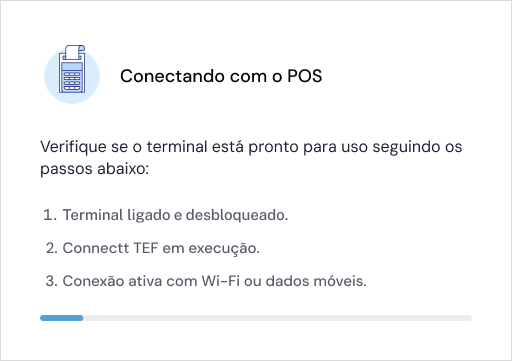 Conectando com o POS
Verifique se o terminal está pronto para uso seguindo os
passos abaixo:
1. Terminal ligado e desbloqueado.
2. Connectt TEF em execução.
3. Conexão ativa com Wi-Fi ou dados móveis.